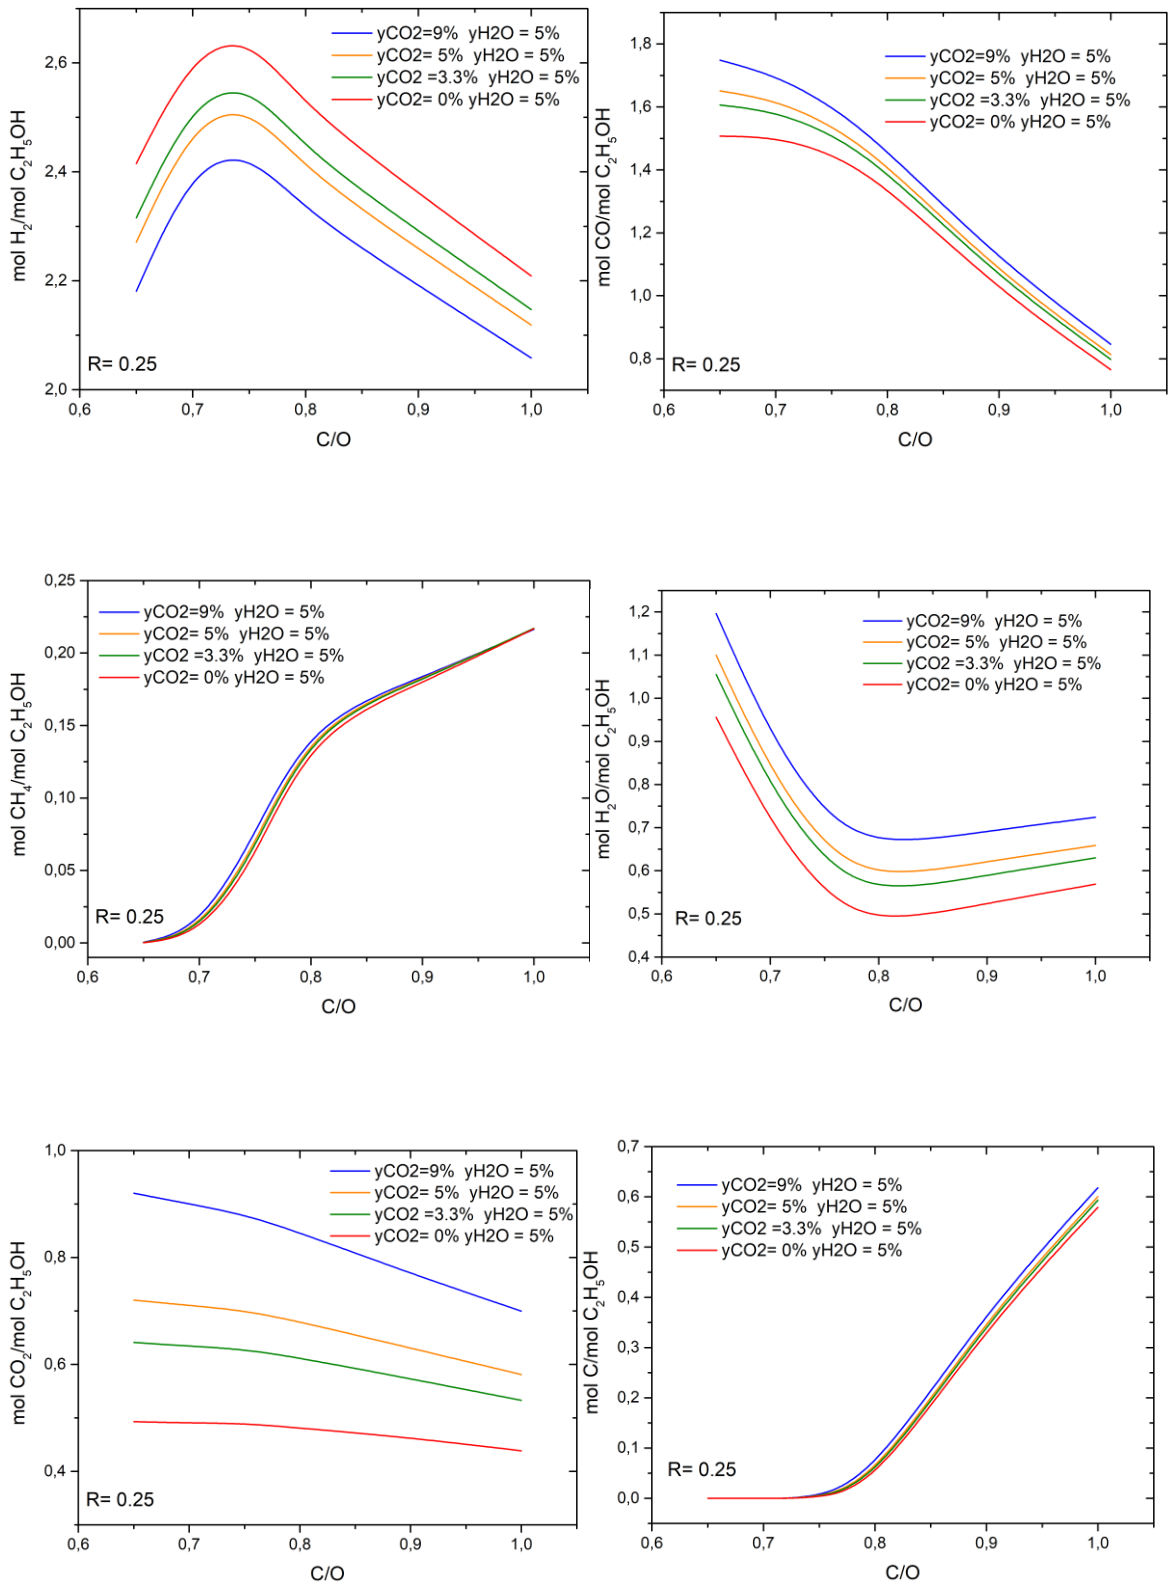 yCO2=9% yH2O = 5%
yCO2= 5% yH2O = 5%
yCO2 =3.3% yH2O = 5%
yCO2= 0% yH2O = 5%
2,6
2,4
2,2
2,0
mol H₂/mol C₂H₅OH
R= 0.25
0,6 0,7 0,8 0,9 1,0
C/O
yCO2=9% yH2O = 5%
yCO2= 5% yH2O = 5%
yCO2 =3.3% yH2O = 5%
yCO2= 0% yH2O = 5%
1,8
1,6
1,4
1,2
1,0
0,8
mol CO/mol C₂H₅OH
R= 0.25
0,6 0,7 0,8 0,9 1,0
C/O
yCO2=9% yH2O = 5%
yCO2= 5% yH2O = 5%
yCO2 =3.3% yH2O = 5%
yCO2= 0% yH2O = 5%
0,25
0,20
0,15
0,10
0,05
0,00
mol CH₄/mol C₂H₅OH
R= 0.25
0,6 0,7 0,8 0,9 1,0
C/O
yCO2=9% yH2O = 5%
yCO2= 5% yH2O = 5%
yCO2 =3.3% yH2O = 5%
yCO2= 0% yH2O = 5%
1,2
1,1
1,0
0,9
0,8
0,7
0,6
0,5
0,4
mol H₂O/mol C₂H₅OH
R= 0.25
0,6 0,7 0,8 0,9 1,0
C/O
yCO2=9% yH2O = 5%
yCO2= 5% yH2O = 5%
yCO2 =3.3% yH2O = 5%
yCO2= 0% yH2O = 5%
1,0
0,8
0,6
0,4
mol CO₂/mol C₂H₅OH
R= 0.25
0,6 0,7 0,8 0,9 1,0
C/O
yCO2=9% yH2O = 5%
yCO2= 5% yH2O = 5%
yCO2 =3.3% yH2O = 5%
yCO2= 0% yH2O = 5%
0,7
0,6
0,5
0,4
0,3
0,2
0,1
0,0
mol C/mol C₂H₅OH
R= 0.25
0,6 0,7 0,8 0,9 1,0
C/O